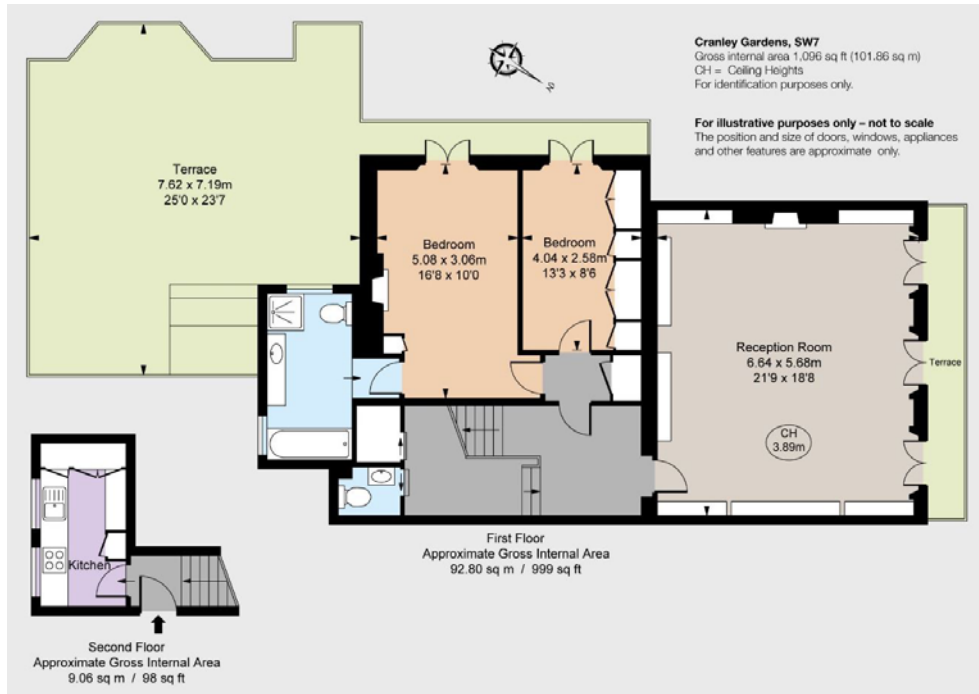 Cranley Gardens, SW7
Gross internal area 1,096 sq ft (101.86 sq m)
CH = Ceiling Heights
For identification purposes only.
For illustrative purposes only – not to scale
The position and size of doors, windows, appliances
and other features are approximate only.
N
Terrace
7.62 x 7.19m
25'0 x 23'7
Bedroom
5.08 x 3.06m
16'8 x 10'0
Bedroom
4.04 x 2.58m
13'3 x 8'6
Reception Room
6.64 x 5.68m
21'9 x 18'8
Terrace
CH
3.89m
First Floor
Approximate Gross Internal Area
92.80 sq m / 999 sq ft
Kitchen
Second Floor
Approximate Gross Internal Area
9.06 sq m / 98 sq ft